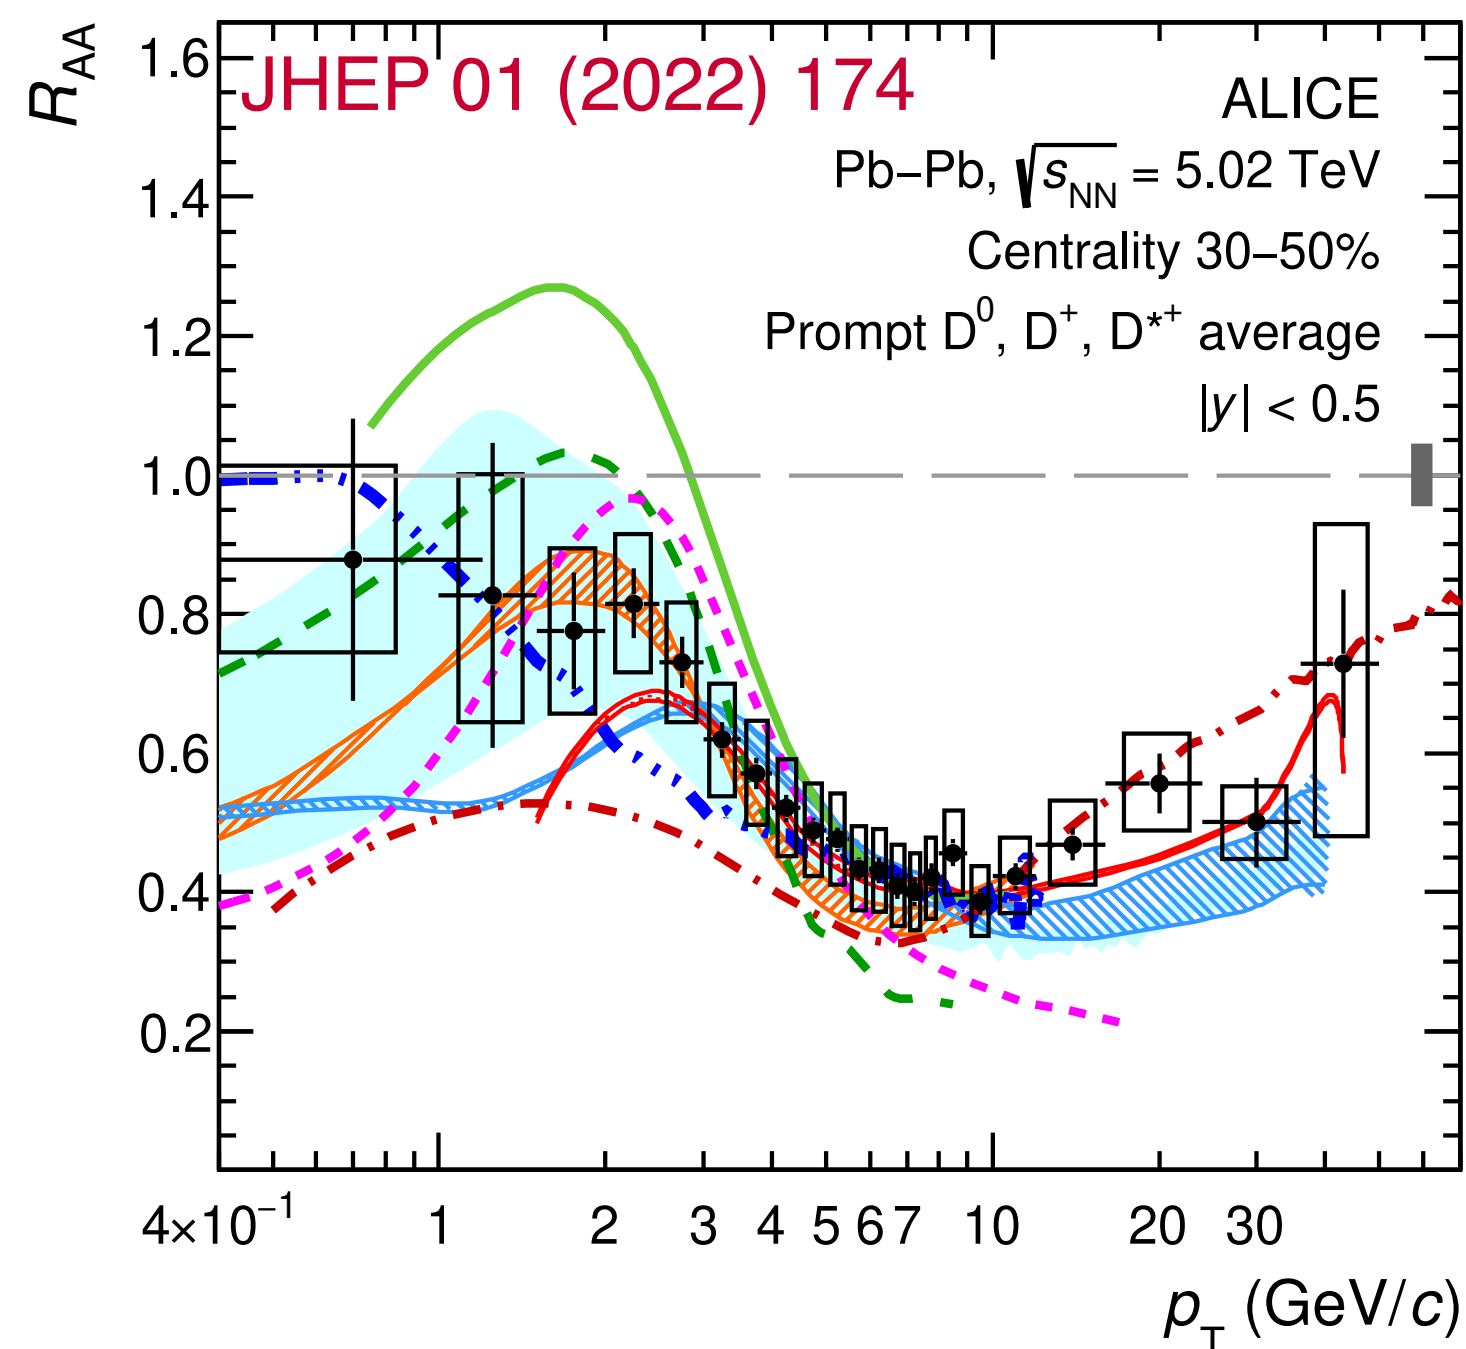 R_AA
JHEP 01 (2022) 174
ALICE
Pb–Pb, √s_NN = 5.02 TeV
Centrality 30–50%
Prompt D⁰, D⁺, D*⁺ average
|y| < 0.5
1.6
1.4
1.2
1.0
0.8
0.6
0.4
0.2
4×10⁻¹ 1 2 3 4 5 6 7 10 20 30
p_T (GeV/c)